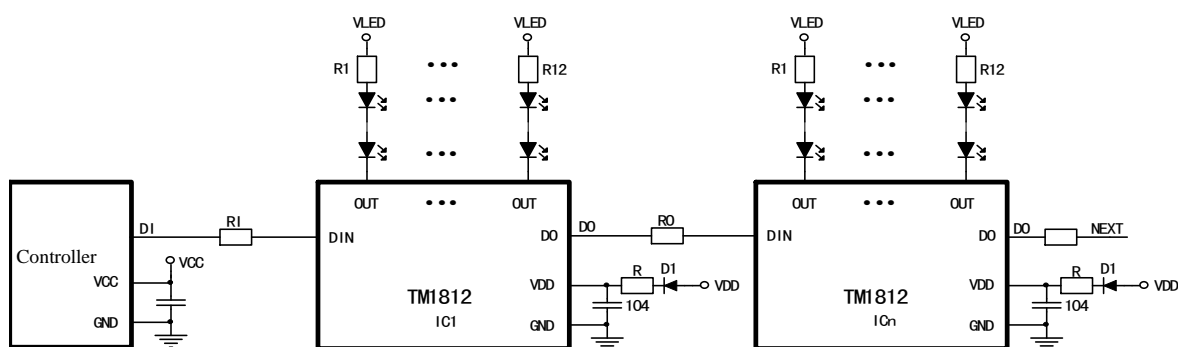 VLED VLED VLED VLED
R1 ••• R12 R1 ••• R12
••• •••
••• •••
OUT ••• OUT OUT ••• OUT
DI RI DIN DO DO RO DIN DO DO NEXT
Controller VCC R D1 R D1
VCC VDD VDD VDD VDD
TM1812 104 TM1812 104
GND IC1 GND ICn GND